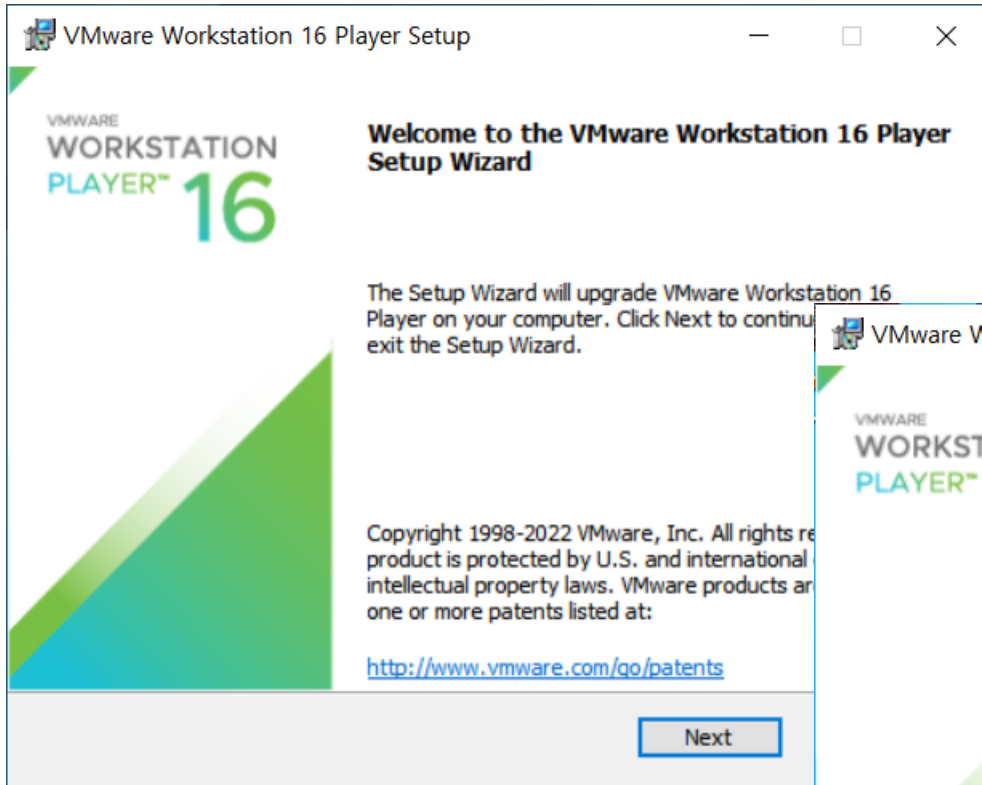 VMware Workstation 16 Player Setup
VMWARE
WORKSTATION
PLAYER™ 16
Welcome to the VMware Workstation 16 Player
Setup Wizard
The Setup Wizard will upgrade VMware Workstation 16
Player on your computer. Click Next to continu
exit the Setup Wizard.
Copyright 1998-2022 VMware, Inc. All rights re
product is protected by U.S. and international
intellectual property laws. VMware products ar
one or more patents listed at:
http://www.vmware.com/go/patents
Next
VMware W
VMWARE
WORKST
PLAYER™